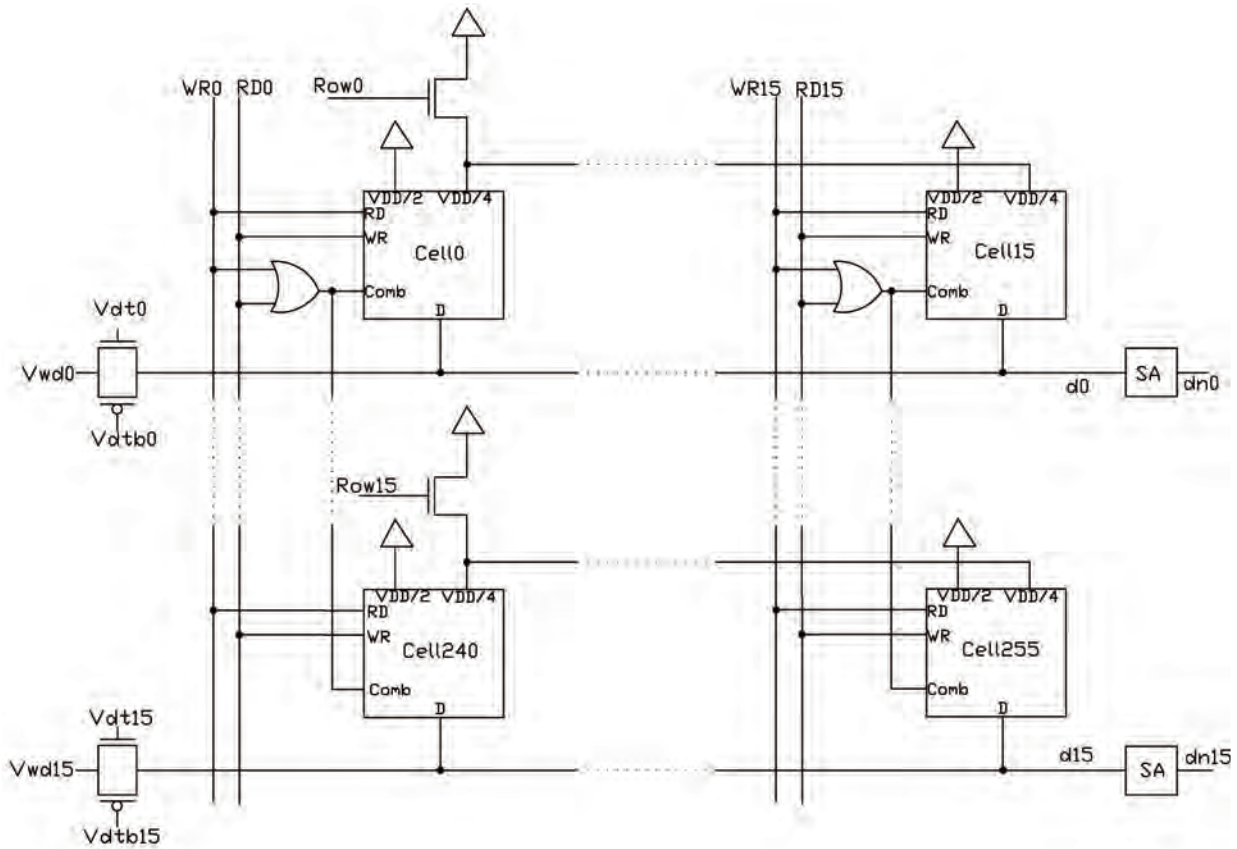 WR0 RD0
Row0
WR15 RD15
VDD/2 VDD/4
RD
WR
Cell0
Comb
D
VDD/2 VDD/4
RD
WR
Cell15
Comb
D
Vdt0
Vwd0
Vdtb0
d0
SA
dn0
Row15
VDD/2 VDD/4
RD
WR
Cell240
Comb
D
VDD/2 VDD/4
RD
WR
Cell255
Comb
D
Vdt15
Vwd15
Vdtb15
d15
SA
dn15